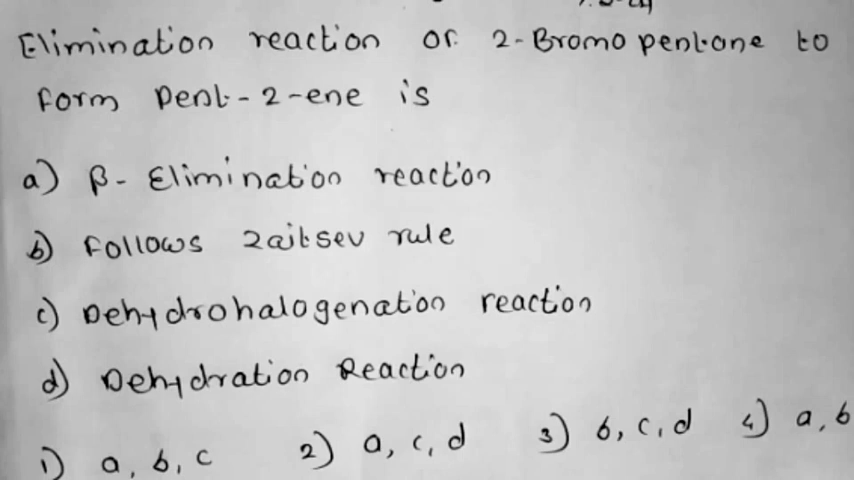 Elimination reaction of 2-Bromo pentane to
form pent-2-ene is
a) β- Elimination reaction
b) follows Zaitsev rule
c) Dehydrohalogenation reaction
d) Dehydration Reaction
1) a, b, c 2) a, c, d 3) b, c, d 4) a, b